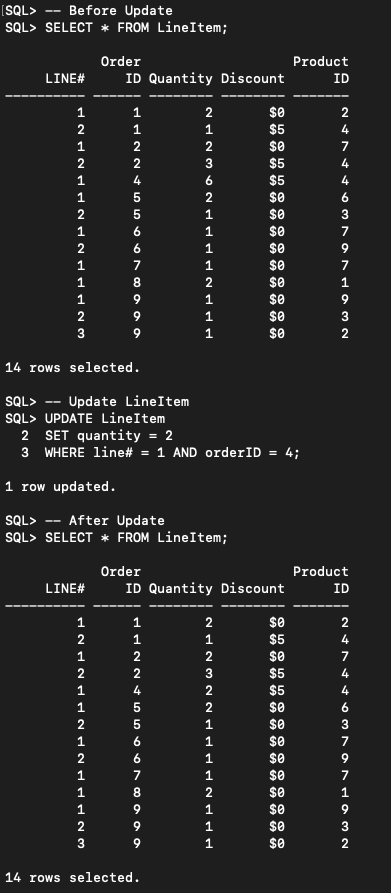 SQL> -- Before Update
SQL> SELECT * FROM LineItem;
Order Product
LINE# ID Quantity Discount ID
---------- ------ -------- -------- -------
1 1 2 $0 2
2 1 1 $5 4
1 2 2 $0 7
2 2 3 $5 4
1 4 6 $5 4
1 5 2 $0 6
2 5 1 $0 3
1 6 1 $0 7
2 6 1 $0 9
1 7 1 $0 7
1 8 2 $0 1
1 9 1 $0 9
2 9 1 $0 3
3 9 1 $0 2
14 rows selected.
SQL> -- Update LineItem
SQL> UPDATE LineItem
2 SET quantity = 2
3 WHERE line# = 1 AND orderID = 4;
1 row updated.
SQL> -- After Update
SQL> SELECT * FROM LineItem;
Order Product
LINE# ID Quantity Discount ID
---------- ------ -------- -------- -------
1 1 2 $0 2
2 1 1 $5 4
1 2 2 $0 7
2 2 3 $5 4
1 4 2 $5 4
1 5 2 $0 6
2 5 1 $0 3
1 6 1 $0 7
2 6 1 $0 9
1 7 1 $0 7
1 8 2 $0 1
1 9 1 $0 9
2 9 1 $0 3
3 9 1 $0 2
14 rows selected.